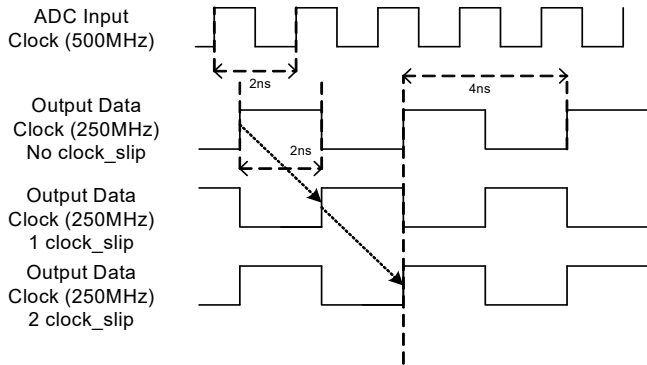 ADC Input
Clock (500MHz)
2ns
4ns
Output Data
Clock (250MHz)
No clock_slip
2ns
Output Data
Clock (250MHz)
1 clock_slip
Output Data
Clock (250MHz)
2 clock_slip